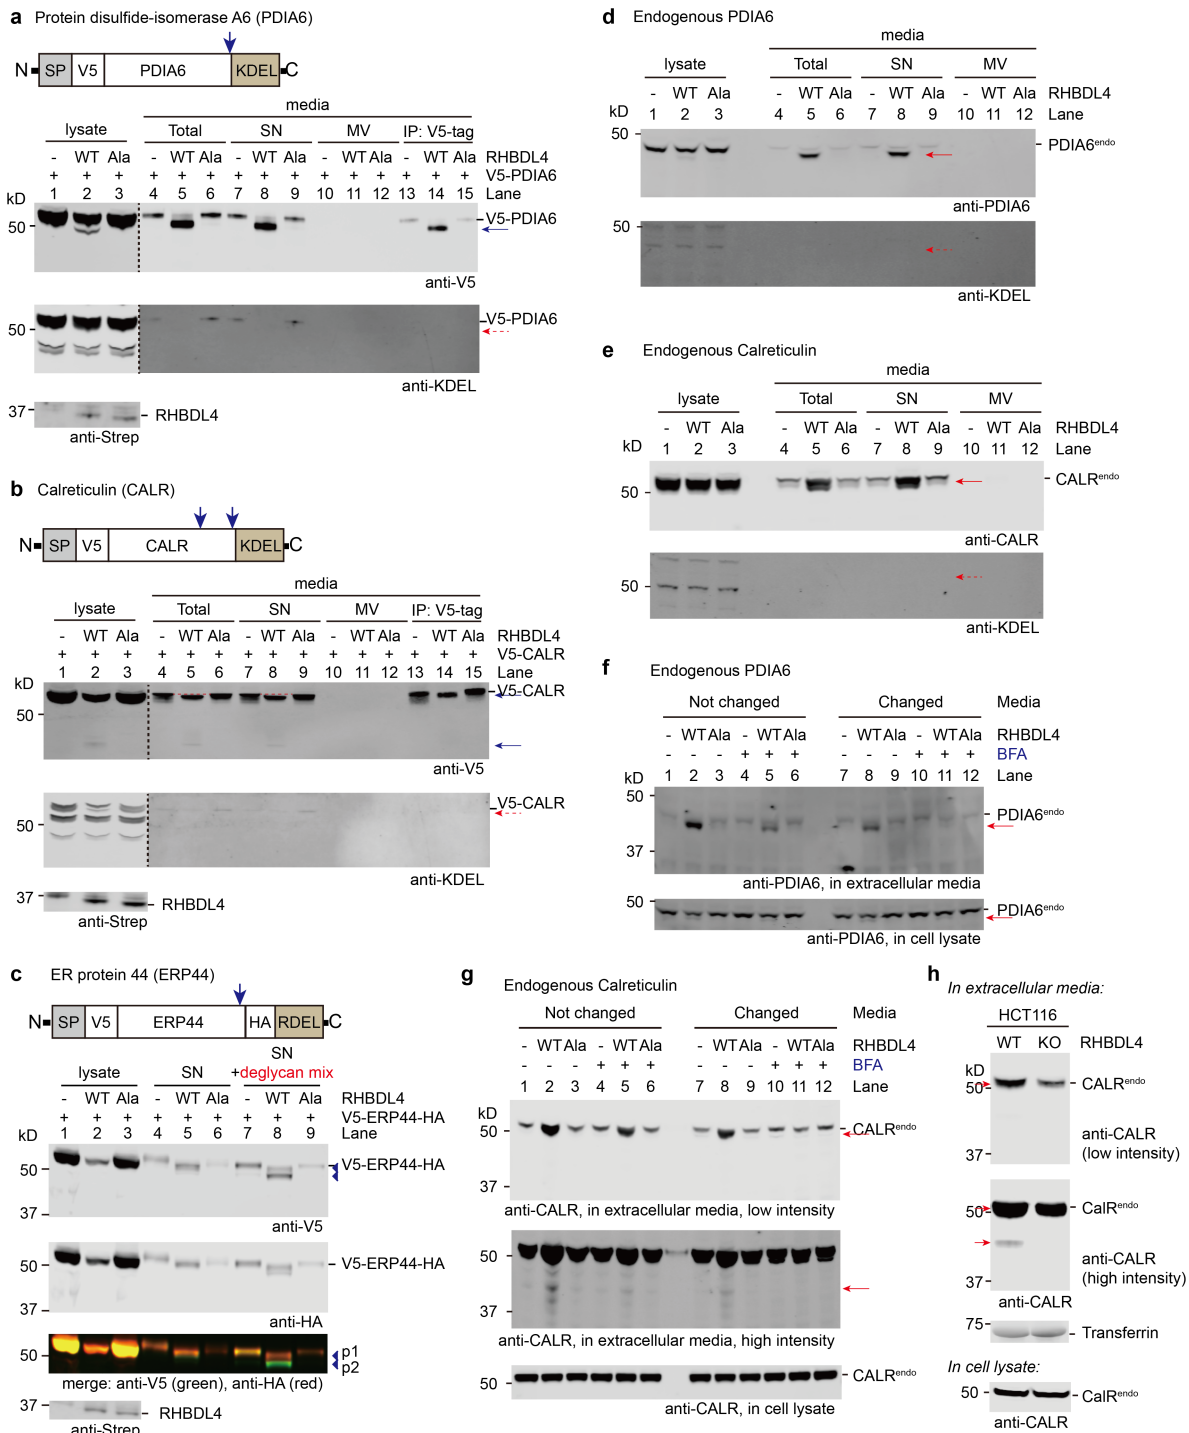 a Protein disulfide-isomerase A6 (PDIA6)
N SP V5 PDIA6 KDEL C
media
lysate Total SN MV IP: V5-tag
- WT Ala - WT Ala - WT Ala - WT Ala - WT Ala RHBDL4
+ + + + + + + + + + + + + + + V5-PDIA6
kD 1 2 3 4 5 6 7 8 9 10 11 12 13 14 15 Lane
50 V5-PDIA6
anti-V5
50 V5-PDIA6
anti-KDEL
37 RHBDL4
anti-Strep
b Calreticulin (CALR)
N SP V5 CALR KDEL C
media
lysate Total SN MV IP: V5-tag
- WT Ala - WT Ala - WT Ala - WT Ala - WT Ala RHBDL4
+ + + + + + + + + + + + + + + V5-CALR
1 2 3 4 5 6 7 8 9 10 11 12 13 14 15 Lane
kD V5-CALR
50
anti-V5
V5-CALR
50
anti-KDEL
37 RHBDL4
anti-Strep
c ER protein 44 (ERP44)
N SP V5 ERP44 HA RDEL C
SN
lysate SN +deglycan mix
- WT Ala - WT Ala - WT Ala RHBDL4
+ + + + + + + + + V5-ERP44-HA
kD 1 2 3 4 5 6 7 8 9 Lane
50 V5-ERP44-HA
37
anti-V5
50 V5-ERP44-HA
37
anti-HA
50 p1
p2
merge: anti-V5 (green), anti-HA (red)
37 RHBDL4
anti-Strep
d Endogenous PDIA6
media
lysate Total SN MV
- WT Ala - WT Ala - WT Ala - WT Ala RHBDL4
kD 1 2 3 4 5 6 7 8 9 10 11 12 Lane
50 PDIA6endo
anti-PDIA6
50
anti-KDEL
e Endogenous Calreticulin
media
lysate Total SN MV
- WT Ala - WT Ala - WT Ala - WT Ala RHBDL4
kD 1 2 3 4 5 6 7 8 9 10 11 12 Lane
50 CALRendo
anti-CALR
50
anti-KDEL
f Endogenous PDIA6
Not changed Changed Media
- WT Ala - WT Ala - WT Ala - WT Ala RHBDL4
- - - + + + - - - + + + BFA
kD 1 2 3 4 5 6 7 8 9 10 11 12 Lane
50 PDIA6endo
37
anti-PDIA6, in extracellular media
50 PDIA6endo
anti-PDIA6, in cell lysate
g Endogenous Calreticulin
Not changed Changed Media
- WT Ala - WT Ala - WT Ala - WT Ala RHBDL4
- - - + + + - - - + + + BFA
1 2 3 4 5 6 7 8 9 10 11 12 Lane
kD
50 CALRendo
37
anti-CALR, in extracellular media, low intensity
50
37
anti-CALR, in extracellular media, high intensity
50 CALRendo
anti-CALR, in cell lysate
h In extracellular media:
HCT116
WT KO RHBDL4
kD
50 CALRendo
anti-CALR
37 (low intensity)
50 CalRendo
anti-CALR
37 (high intensity)
anti-CALR
75 Transferrin
In cell lysate:
50 CalRendo
anti-CALR